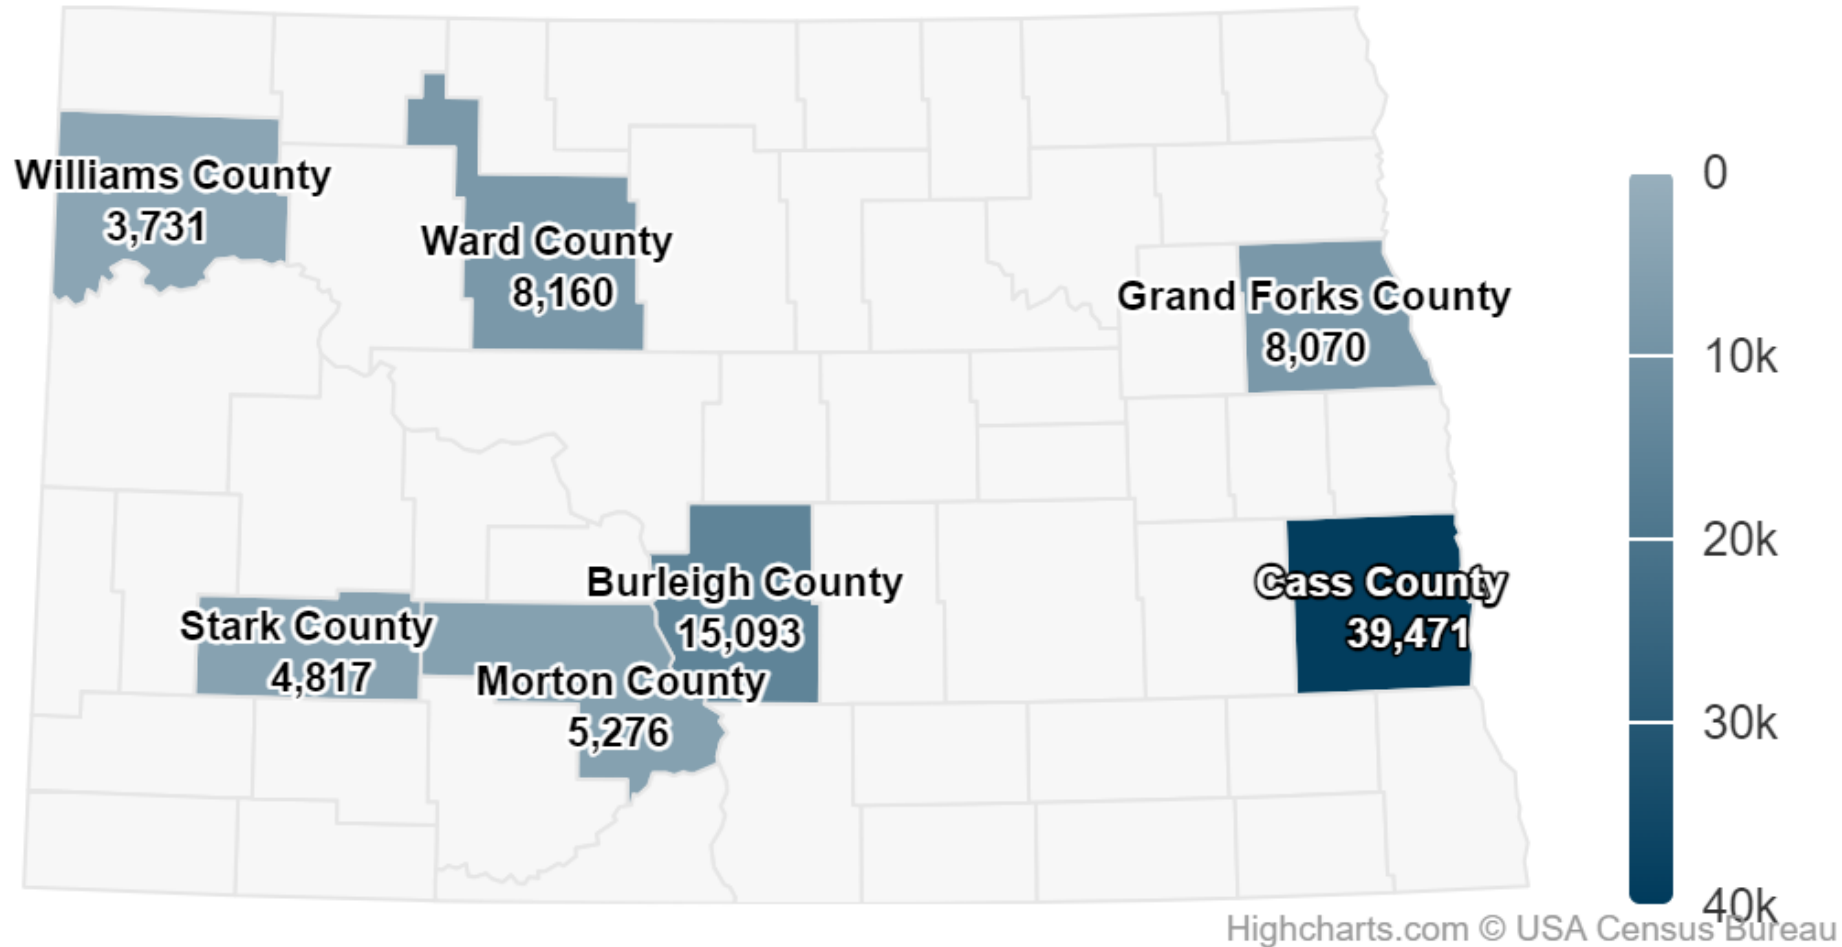 Williams County
3,731
Ward County
8,160
Grand Forks County
8,070
Burleigh County
15,093
Cass County
39,471
Stark County
4,817
Morton County
5,276
0
10k
20k
30k
40k
Highcharts.com © USA Census Bureau